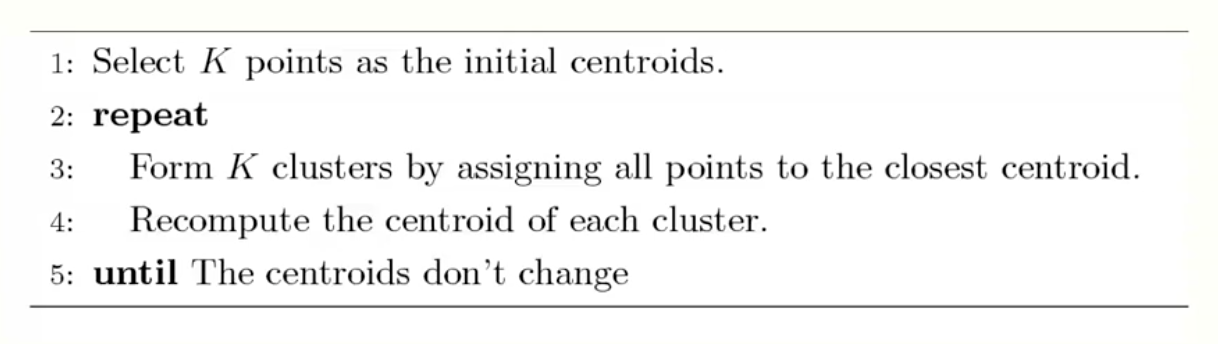 1: Select K points as the initial centroids.
2: repeat
3: Form K clusters by assigning all points to the closest centroid.
4: Recompute the centroid of each cluster.
5: until The centroids don't change